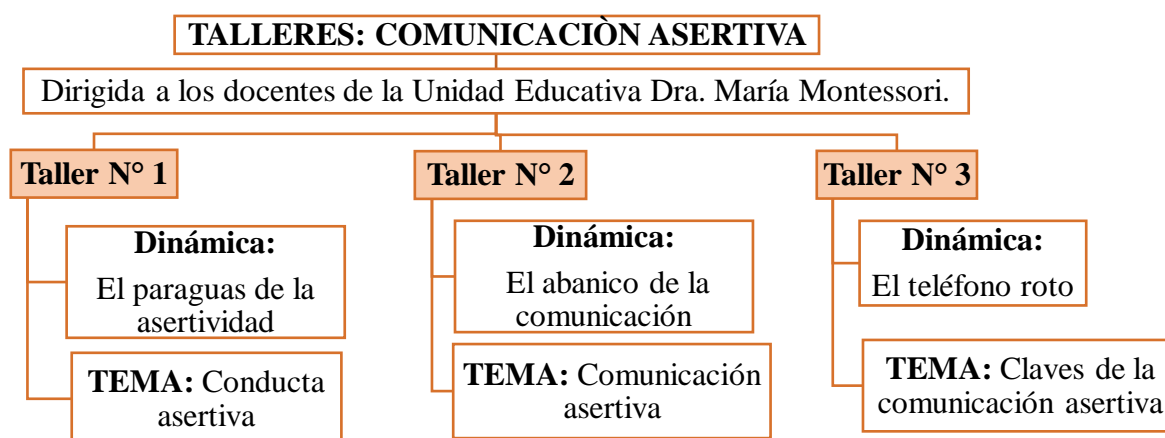 TALLERES: COMUNICACIÒN ASERTIVA
Dirigida a los docentes de la Unidad Educativa Dra. María Montessori.
Taller N° 1
Dinámica:
El paraguas de la
asertividad
TEMA: Conducta
asertiva
Taller N° 2
Dinámica:
El abanico de la
comunicación
TEMA: Comunicación
asertiva
Taller N° 3
Dinámica:
El teléfono roto
TEMA: Claves de la
comunicación asertiva